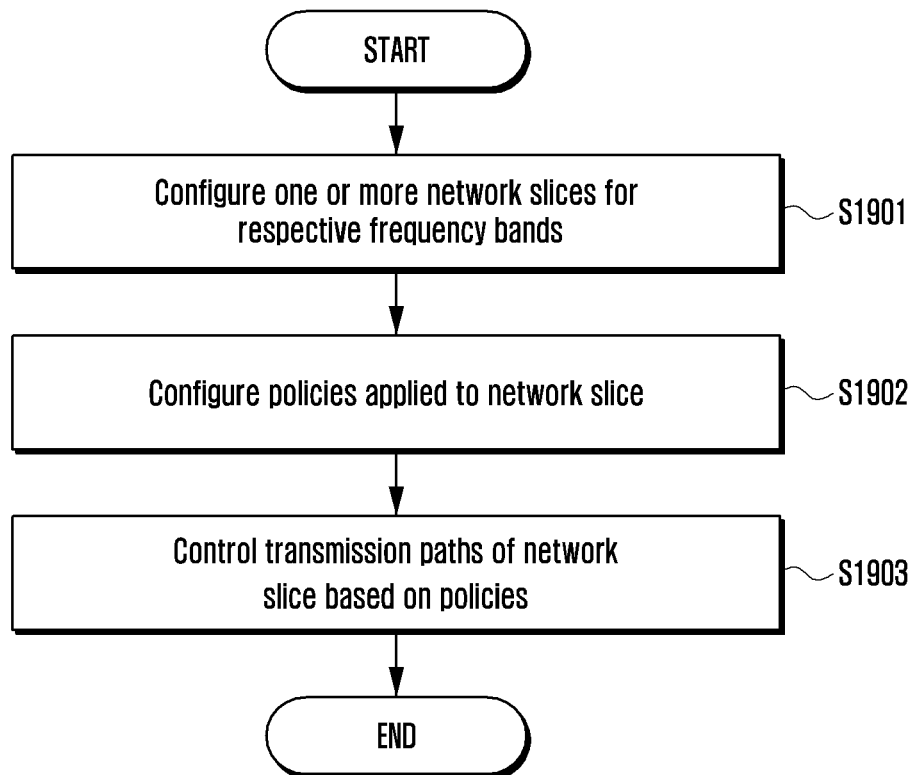 START
Configure one or more network slices for
respective frequency bands
S1901
Configure policies applied to network slice
S1902
Control transmission paths of network
slice based on policies
S1903
END